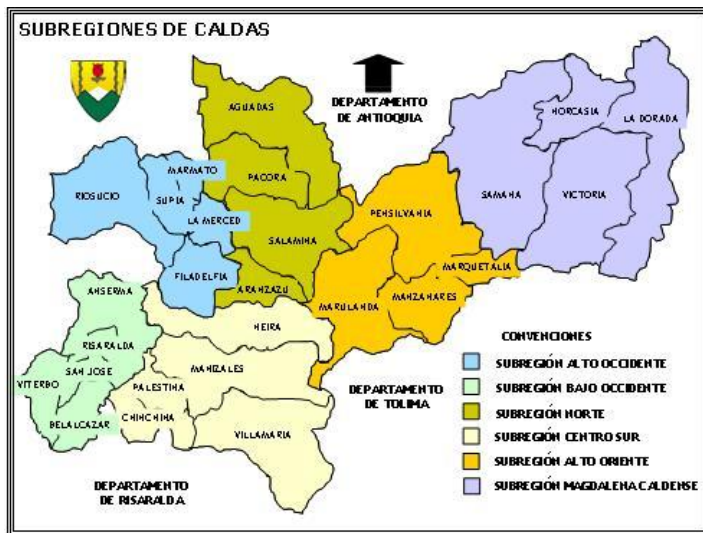 SUBREGIONES DE CALDAS
DEPARTAMENTO
DE ANTIOQUIA
AGUADAS
NORCASIA
LA DORADA
MARMATO
PACORA
RIOSUCIO
SUPIA
SAMANA
VICTORIA
LA MERCED
PENSILVANIA
SALAMINA
FILADELFIA
MARQUETALIA
ARANZAZU
ANSERMA
MARULANDA
MANZANARES
NEIRA
RISARALDA
SAN JOSE
MANIZALES
VITERBO
PALESTINA
BELALCAZAR
CHINCHINA
VILLAMARIA
DEPARTAMENTO
DE TOLIMA
DEPARTAMENTO
DE RISARALDA
CONVENCIONES
SUBREGIÓN ALTO OCCIDENTE
SUBREGIÓN BAJO OCCIDENTE
SUBREGIÓN NORTE
SUBREGIÓN CENTRO SUR
SUBREGIÓN ALTO ORIENTE
SUBREGIÓN MAGDALENA CALDENSE